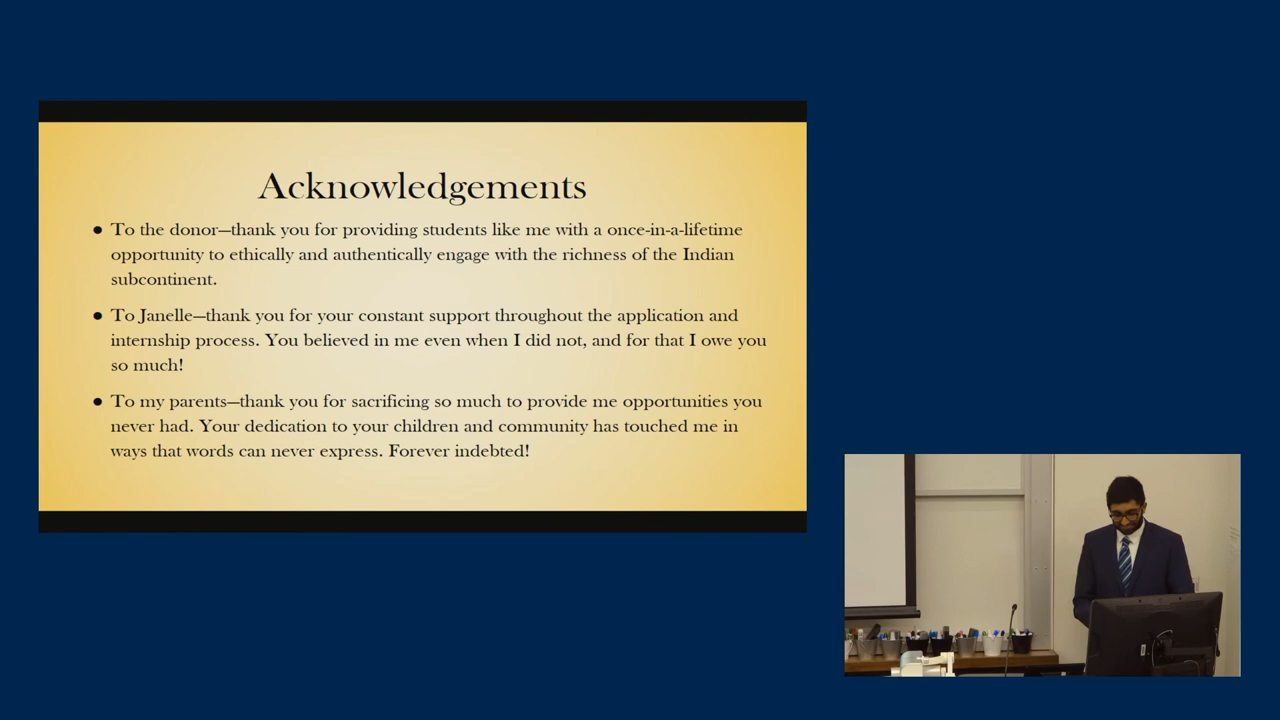 Acknowledgements
● To the donor—thank you for providing students like me with a once-in-a-lifetime
opportunity to ethically and authentically engage with the richness of the Indian
subcontinent.
● To Janelle—thank you for your constant support throughout the application and
internship process. You believed in me even when I did not, and for that I owe you
so much!
● To my parents—thank you for sacrificing so much to provide me opportunities you
never had. Your dedication to your children and community has touched me in
ways that words can never express. Forever indebted!